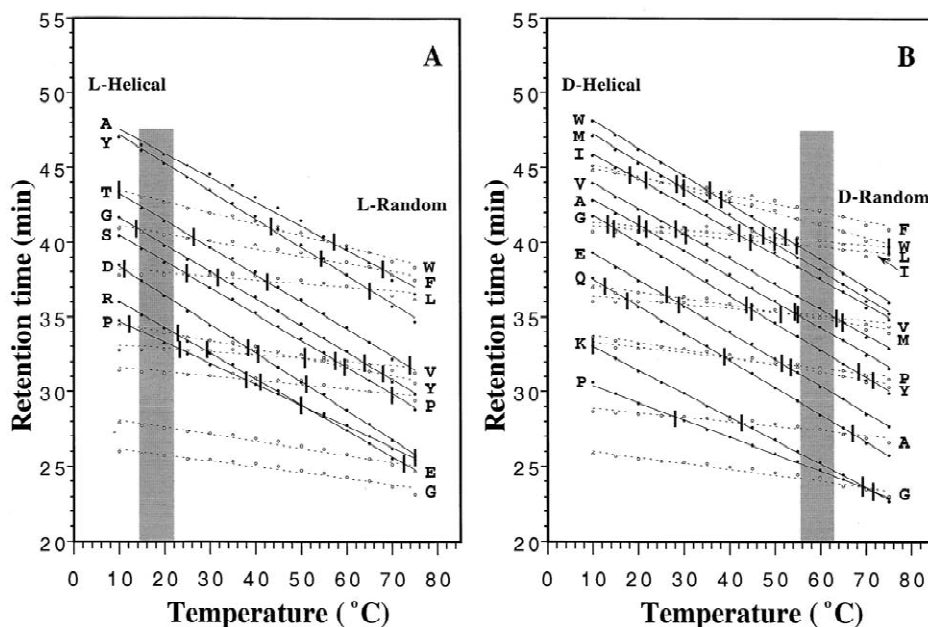 A
L-Helical
L-Random
A
Y
T
G
S
D
R
P
W
F
L
V
Y
P
E
G
55
50
45
40
35
30
25
20
0 10 20 30 40 50 60 70 80
Retention time (min)
Temperature (°C)
B
D-Helical
D-Random
W
M
I
V
A
G
E
Q
K
P
F
W
L
I
V
M
P
Y
A
G
55
50
45
40
35
30
25
20
0 10 20 30 40 50 60 70 80
Retention time (min)
Temperature (°C)